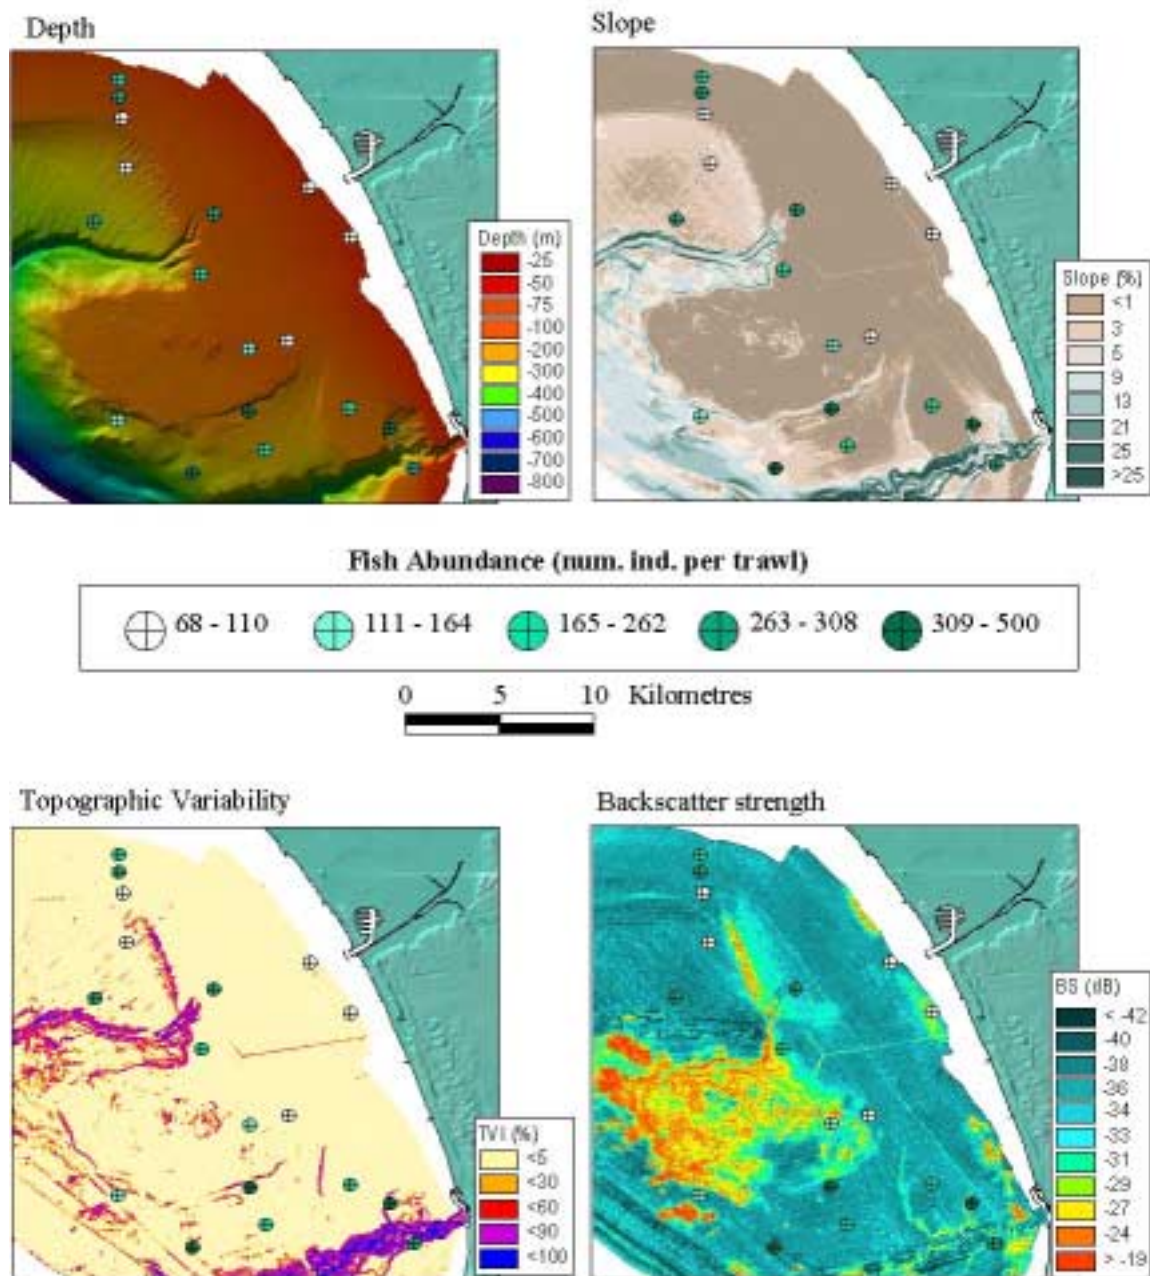 Depth
Slope
Depth (m)
-25
-50
-75
-100
-200
-300
-400
-500
-600
-700
-800
Slope (%)
<1
3
5
9
13
21
25
>25
Fish Abundance (num. ind. per trawl)
68 - 110
111 - 164
165 - 262
263 - 308
309 - 500
0 5 10 Kilometres
Topographic Variability
Backscatter strength
TVI (%)
<5
<30
<60
<90
<100
BS (dB)
< -42
-40
-38
-36
-34
-33
-31
-29
-27
-24
> -19